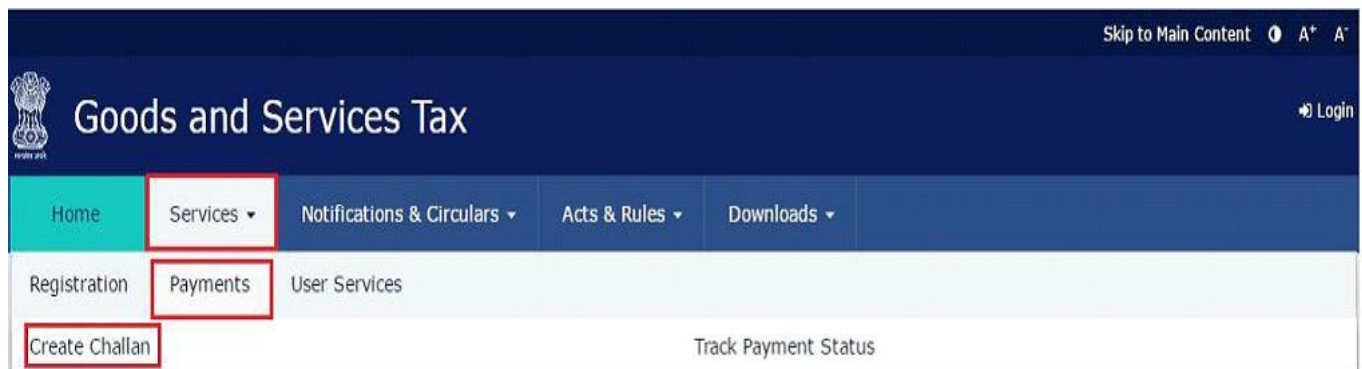 Skip to Main Content A+ A-
Goods and Services Tax
Login
Home Services Notifications & Circulars Acts & Rules Downloads
Registration Payments User Services
Create Challan Track Payment Status